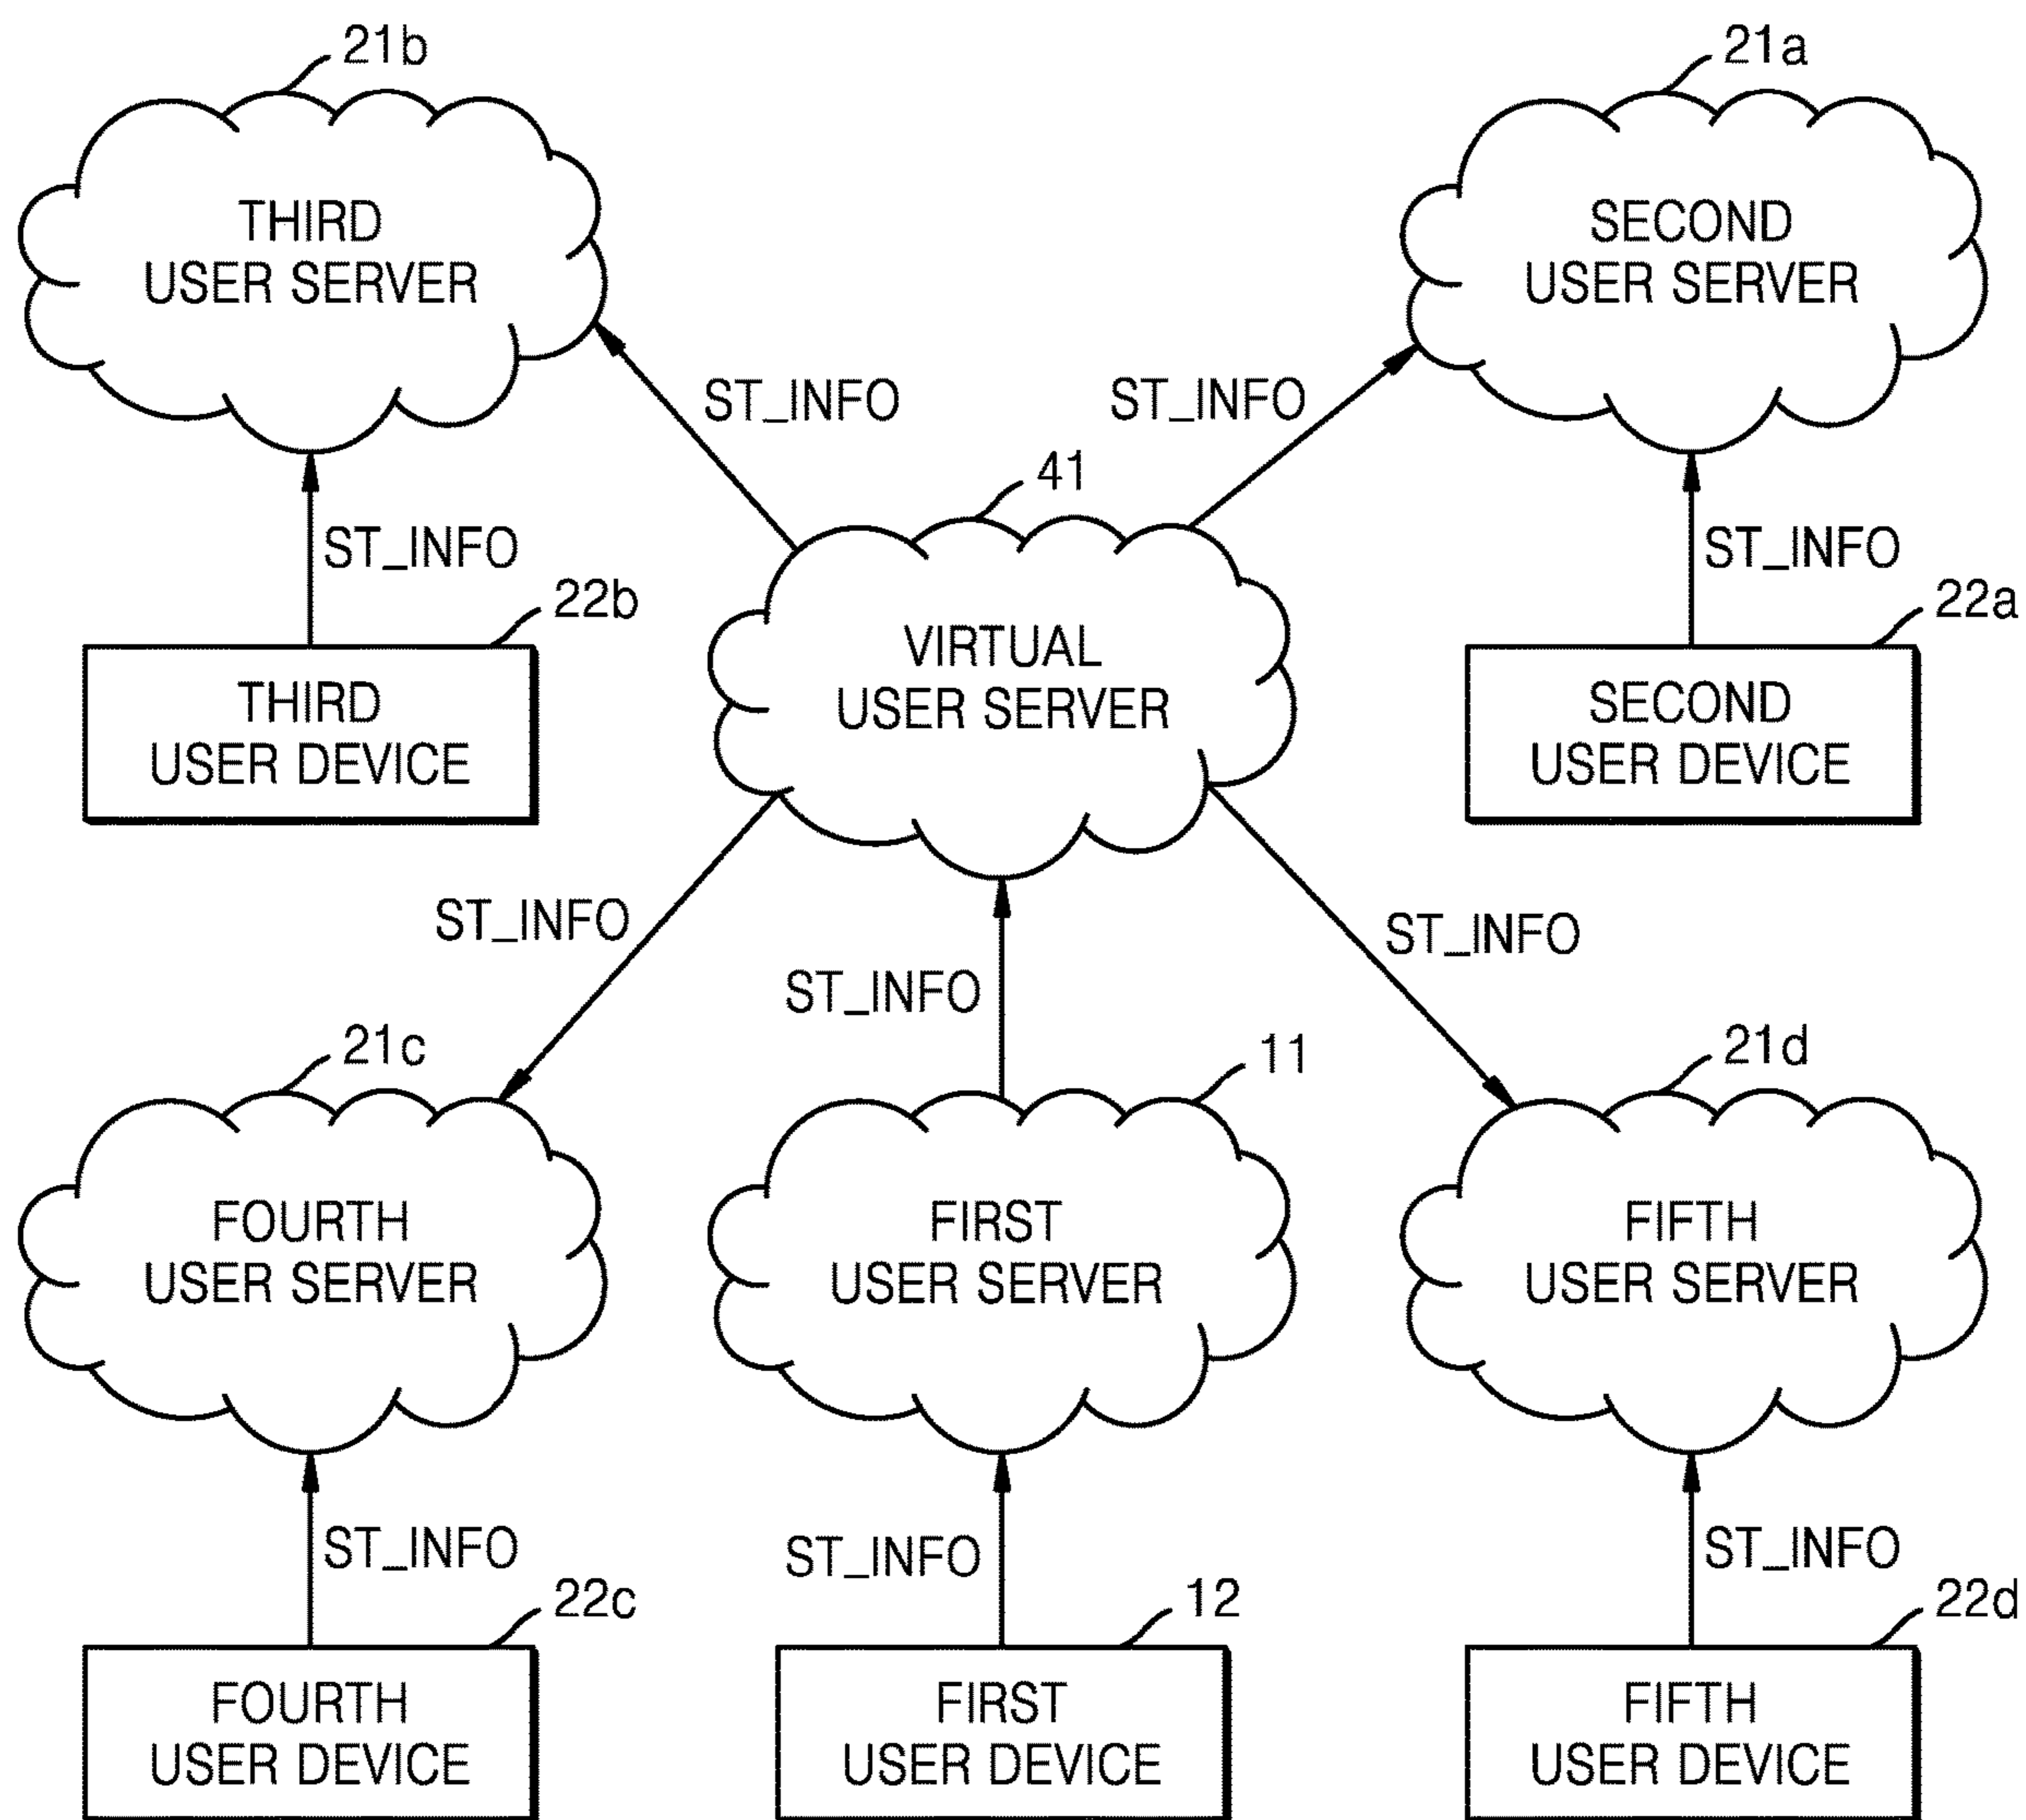 21b
21a
THIRD
USER SERVER
SECOND
USER SERVER
ST_INFO
ST_INFO
41
ST_INFO
ST_INFO
22b
22a
VIRTUAL
USER SERVER
THIRD
USER DEVICE
SECOND
USER DEVICE
ST_INFO
ST_INFO
ST_INFO
21c
11
21d
FOURTH
USER SERVER
FIRST
USER SERVER
FIFTH
USER SERVER
ST_INFO
ST_INFO
ST_INFO
22c
12
22d
FOURTH
USER DEVICE
FIRST
USER DEVICE
FIFTH
USER DEVICE